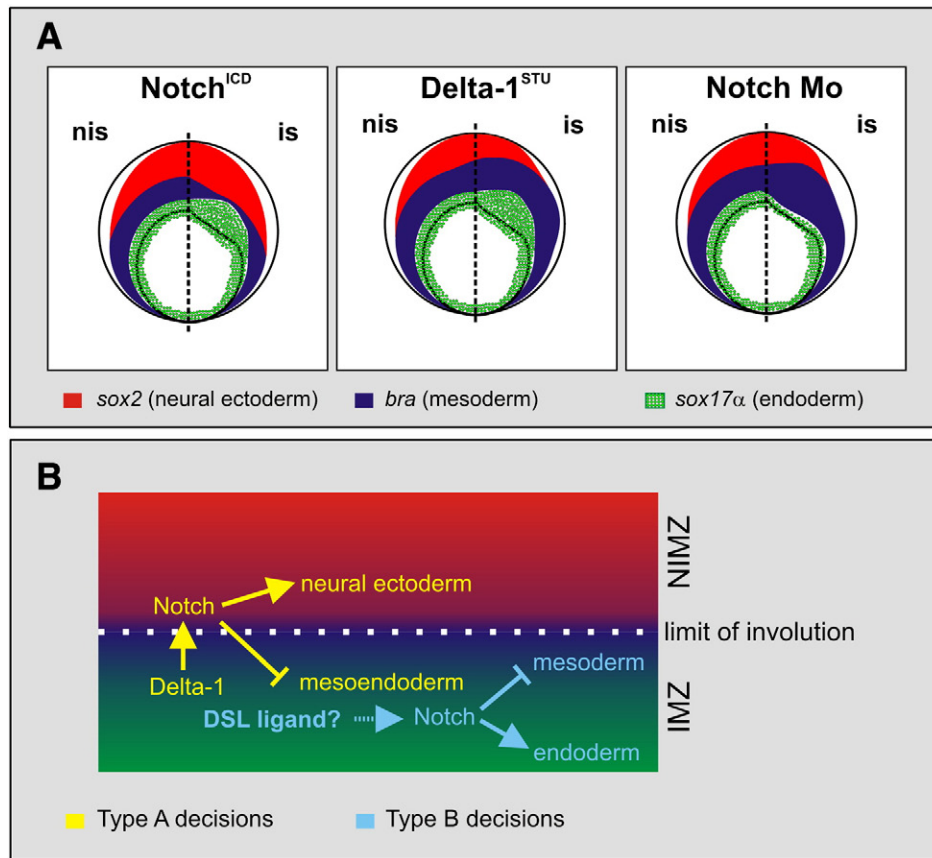 A
Notch^ICD
Delta-1^STU
Notch Mo
nis is
nis is
nis is
sox2 (neural ectoderm) bra (mesoderm) sox17α (endoderm)
B
NIMZ
neural ectoderm
Notch
limit of involution
mesoderm
Delta-1 mesoendoderm
IMZ
DSL ligand? Notch
endoderm
Type A decisions Type B decisions